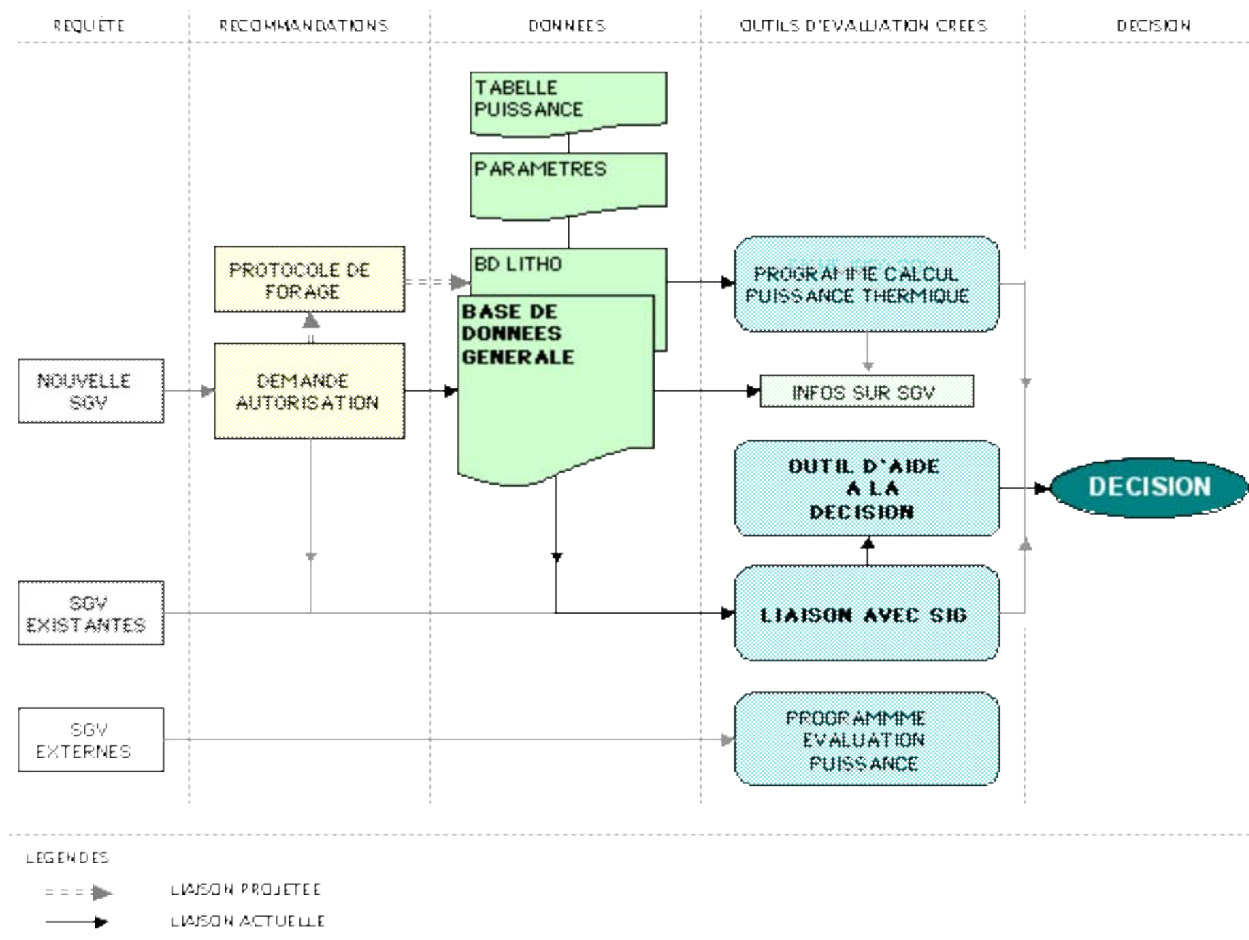 REQUÊTE
RECOMMANDATIONS
DONNEES
OUTILS D'EVALUATION CREES
DECISION
TABELLE
PUISSANCE
PARAMETRES
BD LITHO
BASE DE
DONNEES
GENERALE
PROTOCOLE DE
FORAGE
DEMANDE
AUTORISATION
NOUVELLE
SGV
SGV
EXISTANTES
SGV
EXTERNES
PROGRAMME CALCUL
PUISSANCE THERMIQUE
INFOS SUR SGV
OUTIL D'AIDE
A LA
DECISION
LIAISON AVEC SIG
PROGRAMMME
EVALUATION
PUISSANCE
DECISION
LEGENDES
LIAISON PROJETEE
LIAISON ACTUELLE